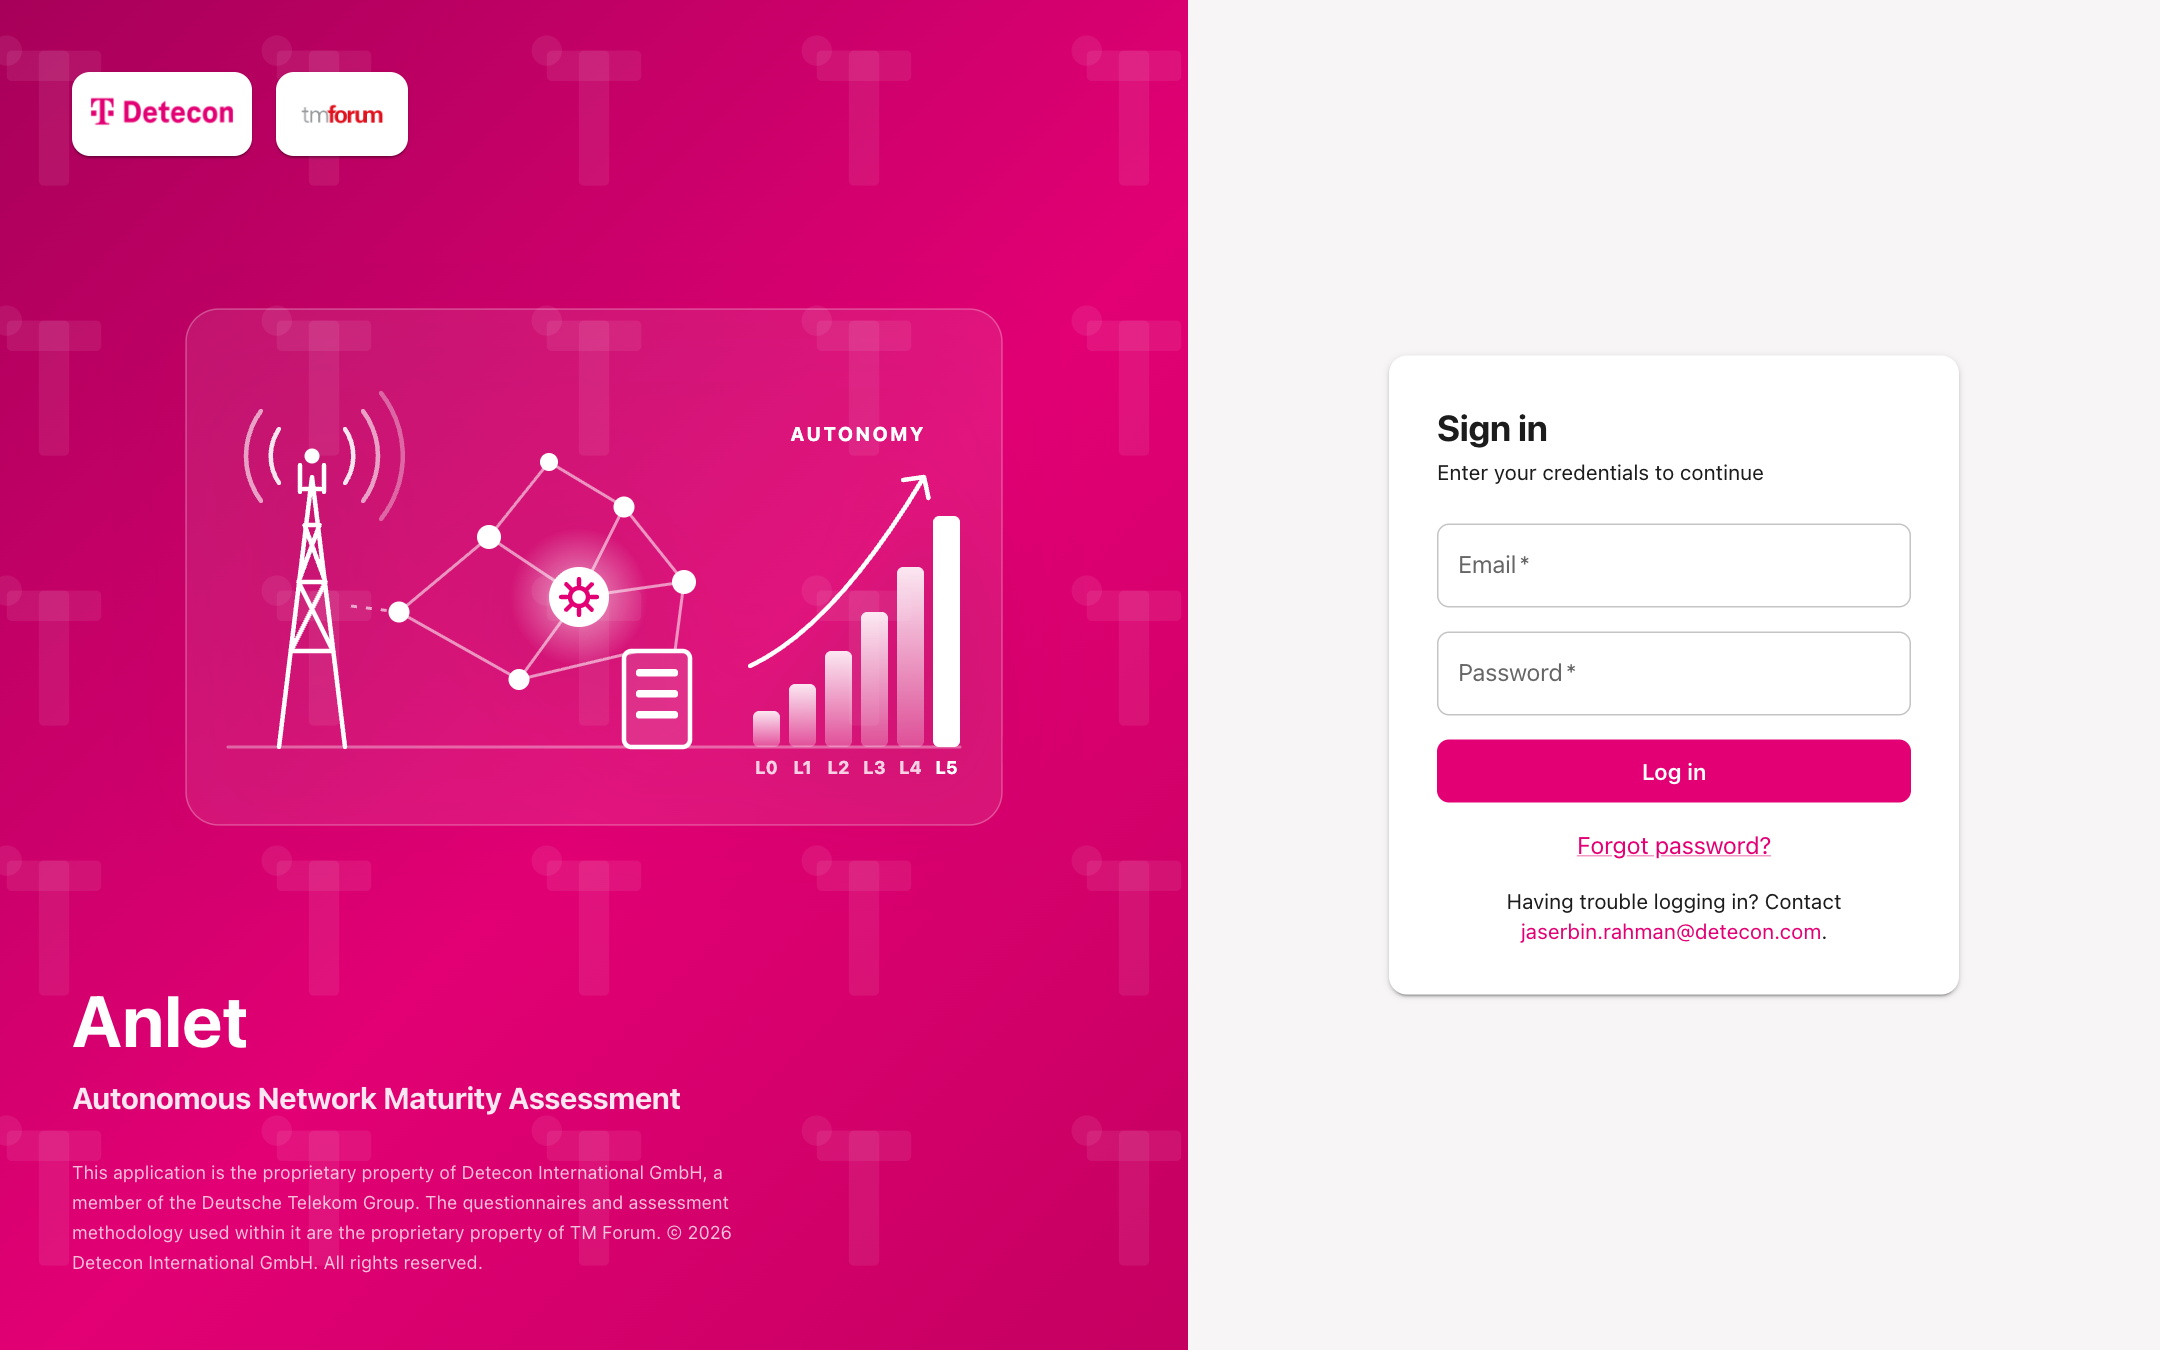 Detecon
tmforum
AUTONOMY
L0 L1 L2 L3 L4 L5
Anlet
Autonomous Network Maturity Assessment
This application is the proprietary property of Detecon International GmbH, a
member of the Deutsche Telekom Group. The questionnaires and assessment
methodology used within it are the proprietary property of TM Forum. © 2026
Detecon International GmbH. All rights reserved.
Sign in
Enter your credentials to continue
Email *
Password *
Log in
Forgot password?
Having trouble logging in? Contact
jaserbin.rahman@detecon.com.